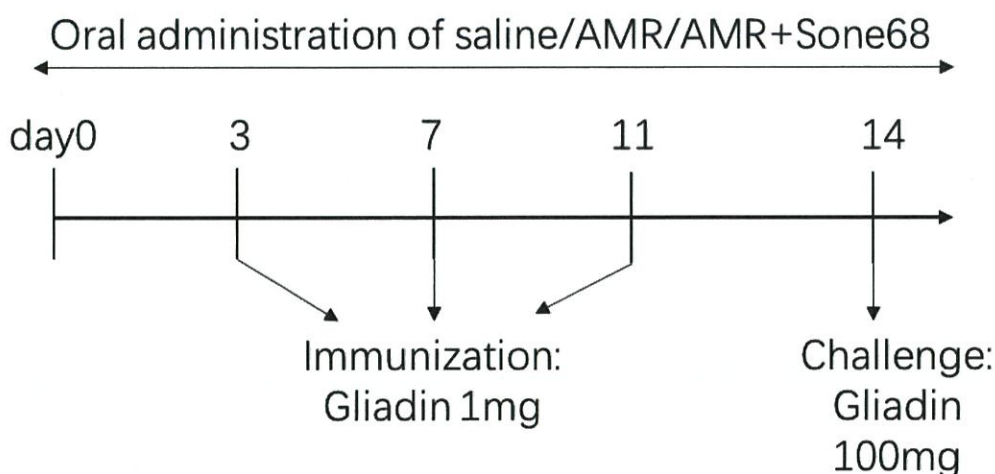 Oral administration of saline/AMR/AMR+Sone68
day0 3 7 11 14
Immunization:
Gliadin 1mg
Challenge:
Gliadin
100mg